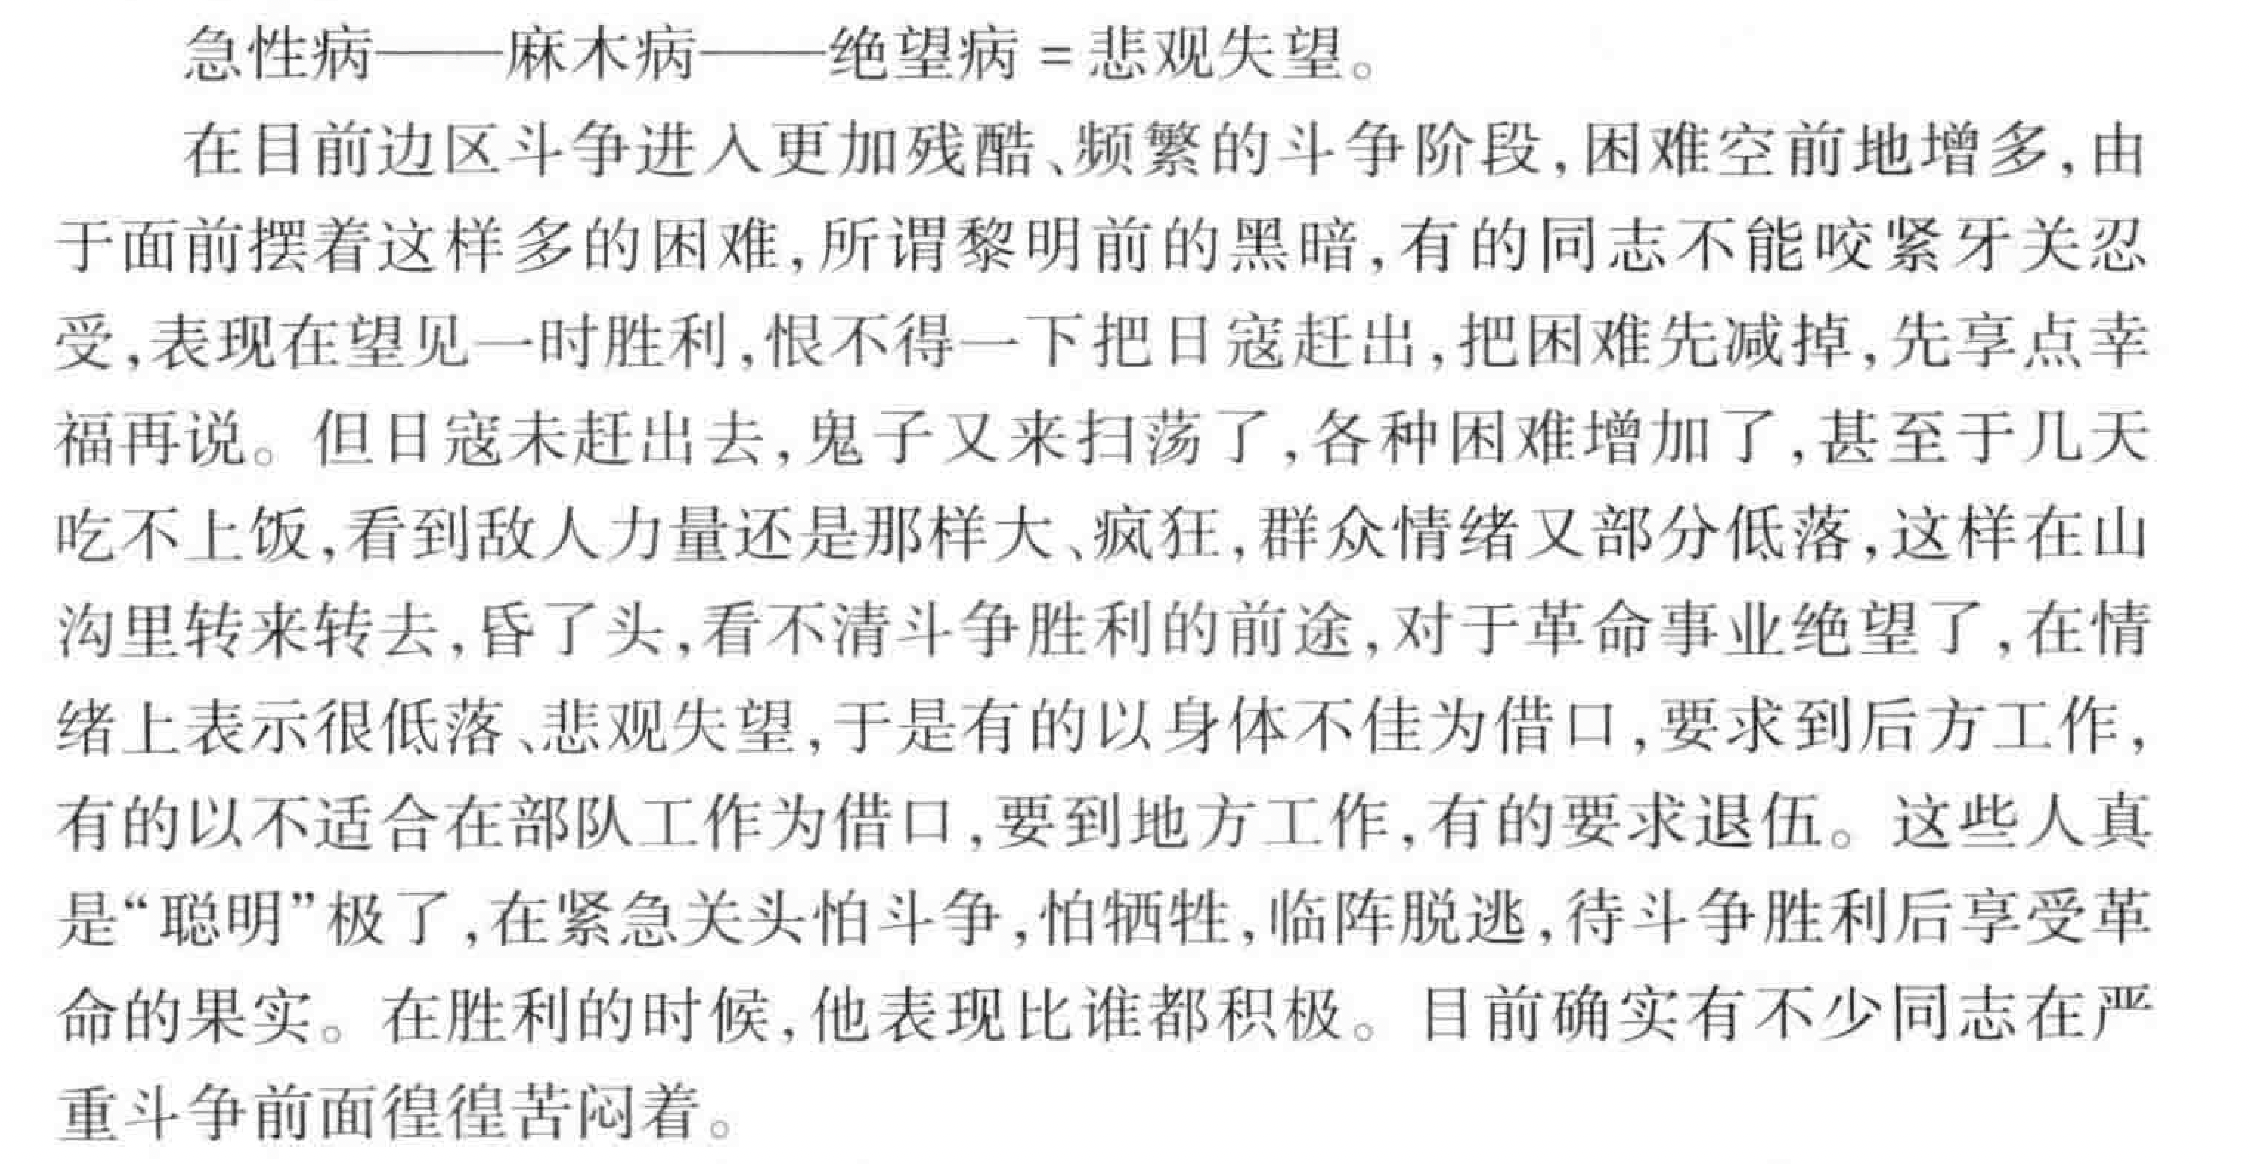 急性病——麻木病——绝望病=悲观失望。
在目前边区斗争进入更加残酷、频繁的斗争阶段,困难空前地增多,由
于面前摆着这样多的困难,所谓黎明前的黑暗,有的同志不能咬紧牙关忍
受,表现在望见一时胜利,恨不得一下把日寇赶出,把困难先减掉,先享点幸
福再说。但日寇未赶出去,鬼子又来扫荡了,各种困难增加了,甚至于几天
吃不上饭,看到敌人力量还是那样大、疯狂,群众情绪又部分低落,这样在山
沟里转来转去,昏了头,看不清斗争胜利的前途,对于革命事业绝望了,在情
绪上表示很低落、悲观失望,于是有的以身体不佳为借口,要求到后方工作,
有的以不适合在部队工作为借口,要到地方工作,有的要求退伍。这些人真
是“聪明”极了,在紧急关头怕斗争,怕牺牲,临阵脱逃,待斗争胜利后享受革
命的果实。在胜利的时候,他表现比谁都积极。目前确实有不少同志在严
重斗争前面徨徨苦闷着。